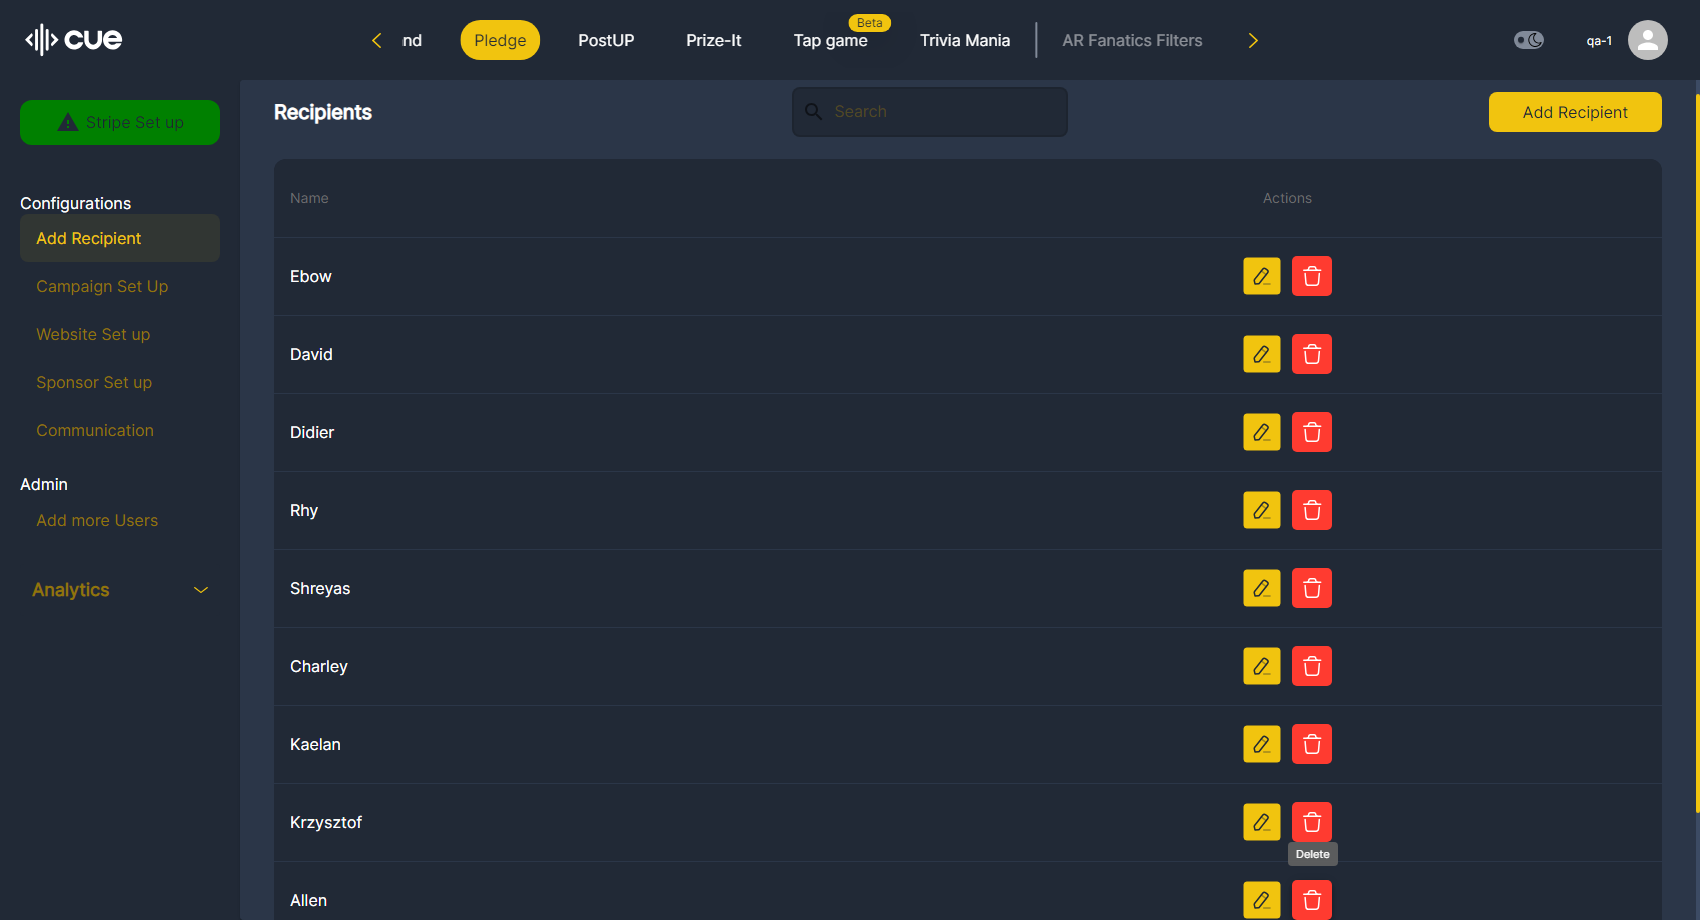 cue
nd
Pledge
PostUP
Prize-It
Beta
Tap game
Trivia Mania
AR Fanatics Filters
qa-1
Stripe Set up
Configurations
Add Recipient
Campaign Set Up
Website Set up
Sponsor Set up
Communication
Admin
Add more Users
Analytics
Recipients
Search
Add Recipient
Name
Actions
Ebow
David
Didier
Rhy
Shreyas
Charley
Kaelan
Krzysztof
Delete
Allen